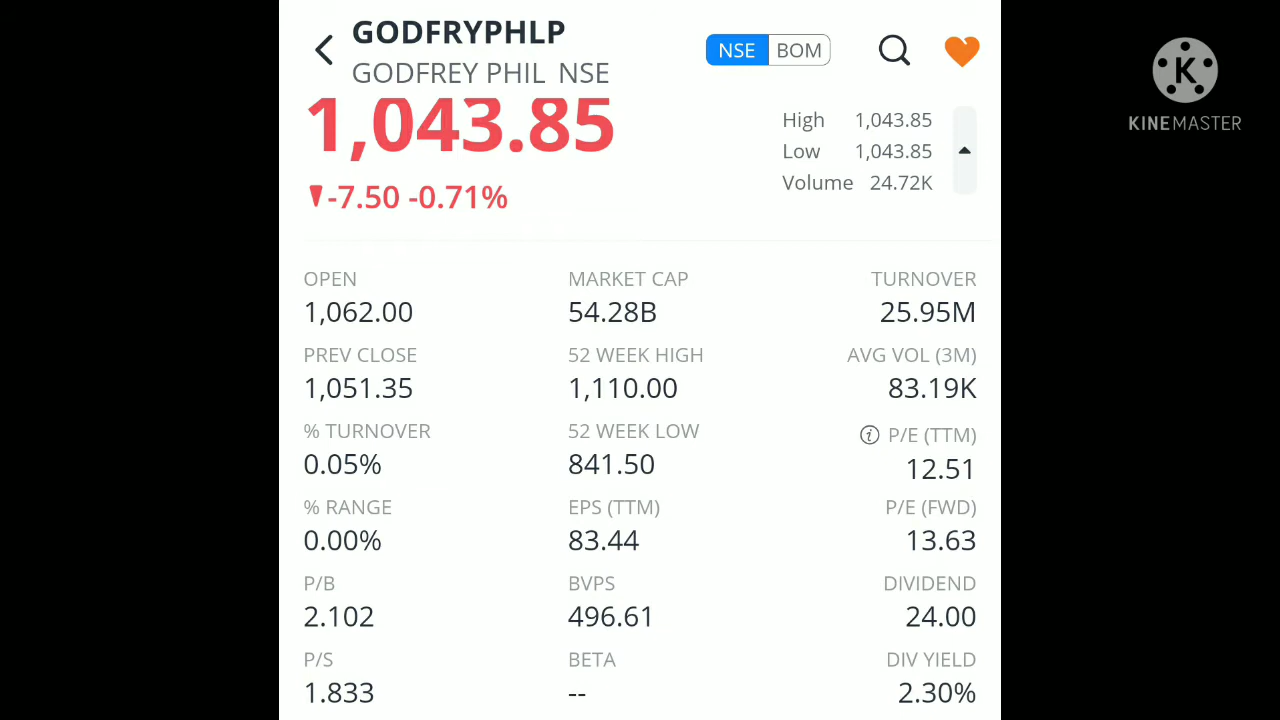 GODFRYPHLP
GODFREY PHIL NSE
NSE BOM
K
KINEMASTER
1,043.85
-7.50 -0.71%
High 1,043.85
Low 1,043.85
Volume 24.72K
OPEN MARKET CAP TURNOVER
1,062.00 54.28B 25.95M
PREV CLOSE 52 WEEK HIGH AVG VOL (3M)
1,051.35 1,110.00 83.19K
% TURNOVER 52 WEEK LOW P/E (TTM)
0.05% 841.50 12.51
% RANGE EPS (TTM) P/E (FWD)
0.00% 83.44 13.63
P/B BVPS DIVIDEND
2.102 496.61 24.00
P/S BETA DIV YIELD
1.833 -- 2.30%